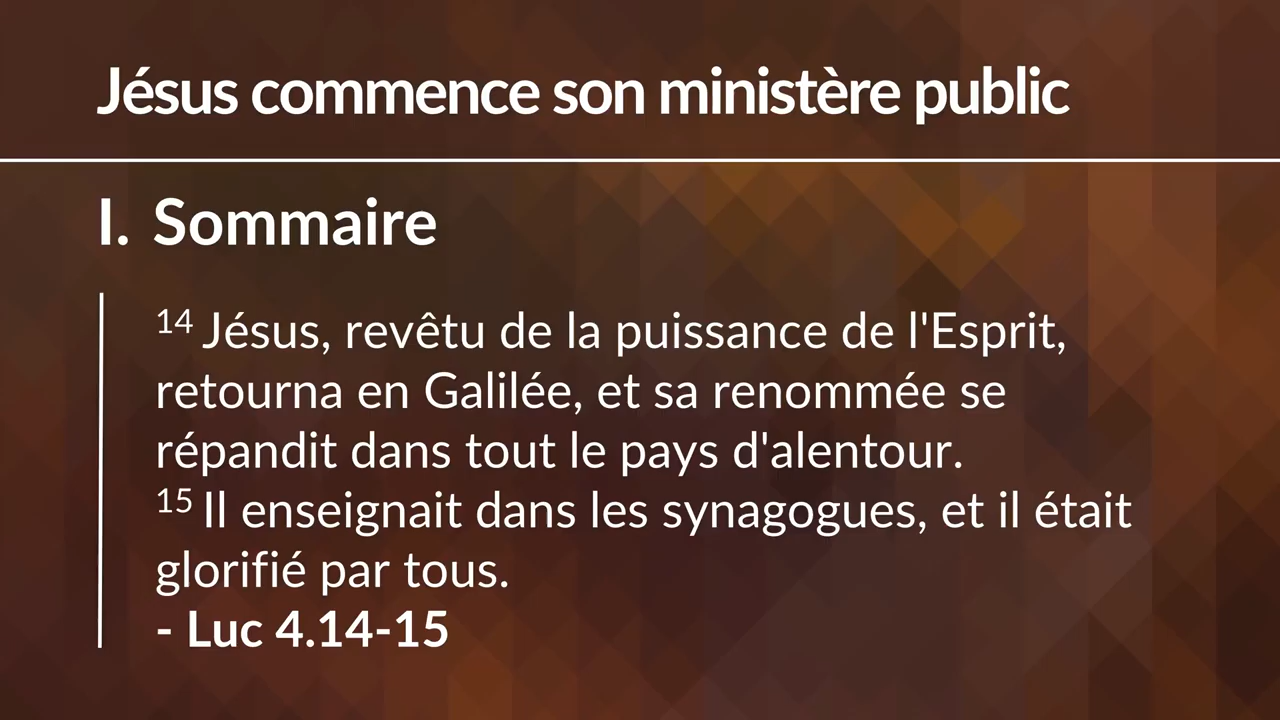 Jésus commence son ministère public
I. Sommaire
14 Jésus, revêtu de la puissance de l'Esprit,
retourna en Galilée, et sa renommée se
répandit dans tout le pays d'alentour.
15 Il enseignait dans les synagogues, et il était
glorifié par tous.
- Luc 4.14-15